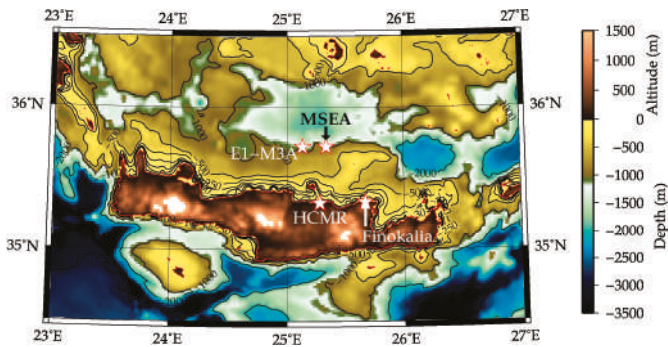 23°E 24°E 25°E 26°E 27°E
36°N 36°N
MSEA
E1–M3A
2000
HCMR
Finokalia
35°N 35°N
23°E 24°E 25°E 26°E 27°E
1500
1000
500
0
−500
−1000
−1500
−2000
−2500
−3000
−3500
Altitude (m)
Depth (m)